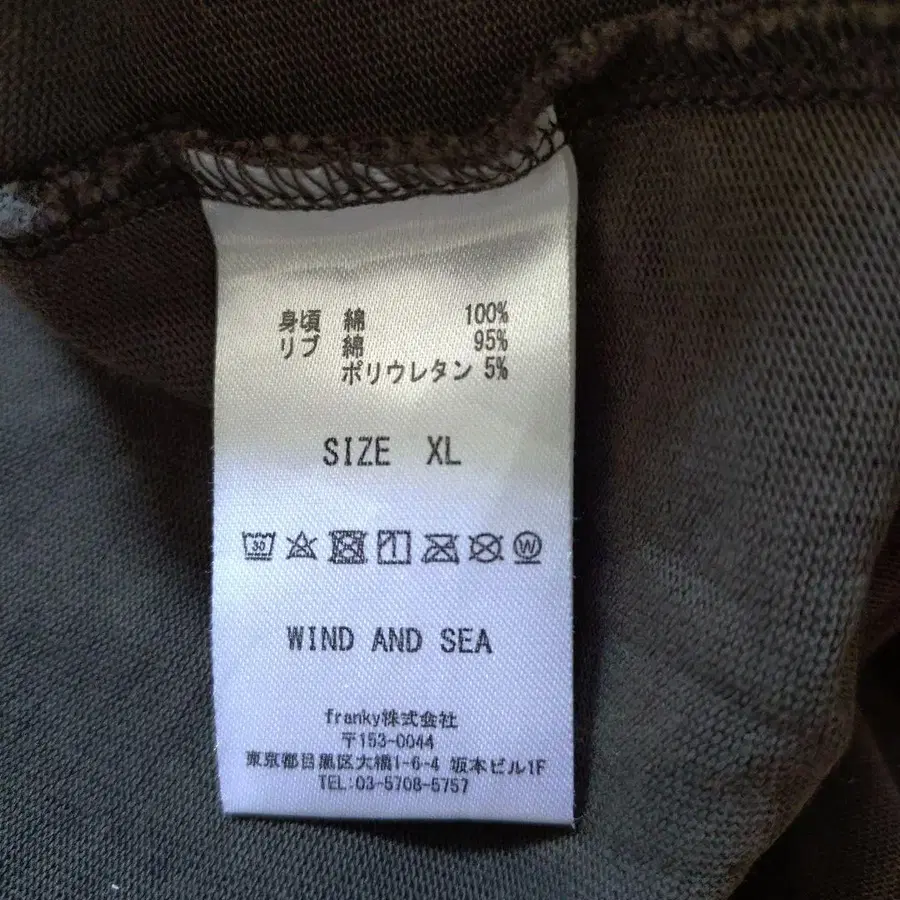 身頃 綿 100%
リブ 綿 95%
ポリウレタン 5%
SIZE XL
30 W
WIND AND SEA
franky株式会社
〒153-0044
東京都目黒区大橋1-6-4 坂本ビル1F
TEL:03-5708-5757